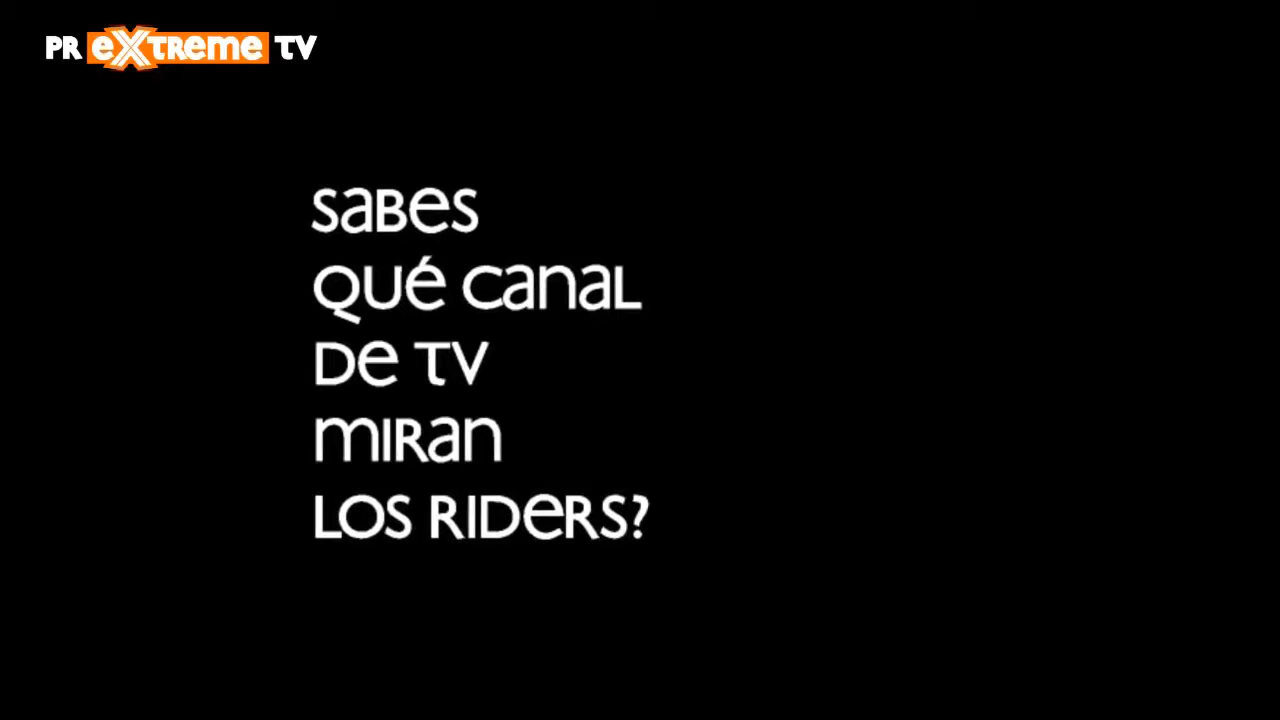 PR eXTREME TV
SABES
QUÉ CANAL
DE TV
MIRAN
LOS RIDERS?